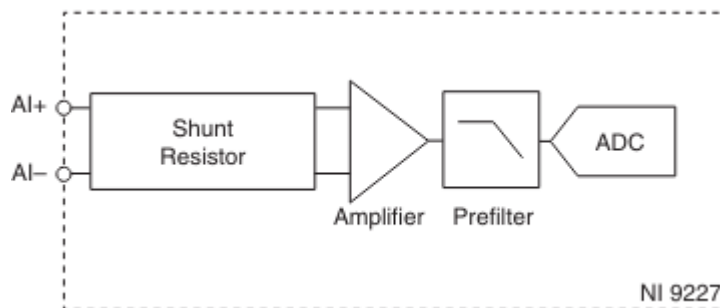 AI+
AI–
Shunt
Resistor
Amplifier
Prefilter
ADC
NI 9227